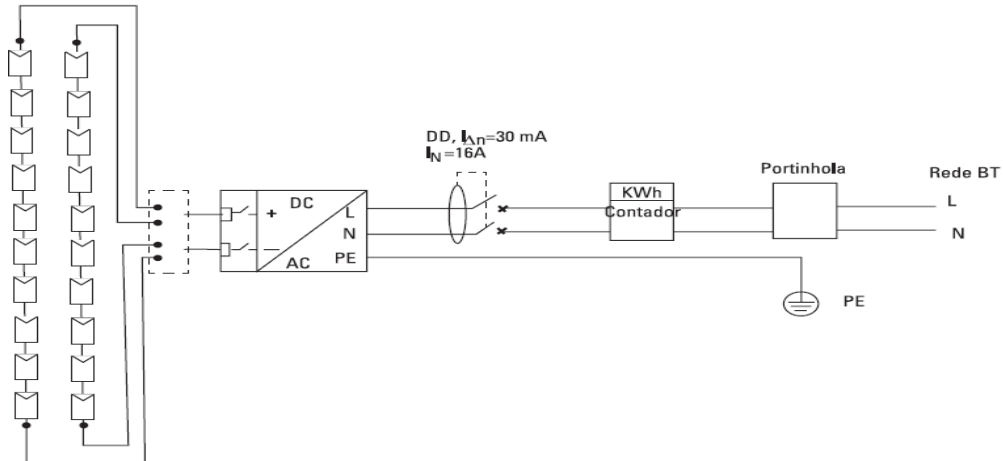 DD, IΔn=30 mA
IN=16A
DC
+
L
N
AC
PE
KWh
Contador
Portinhola
Rede BT
L
N
PE